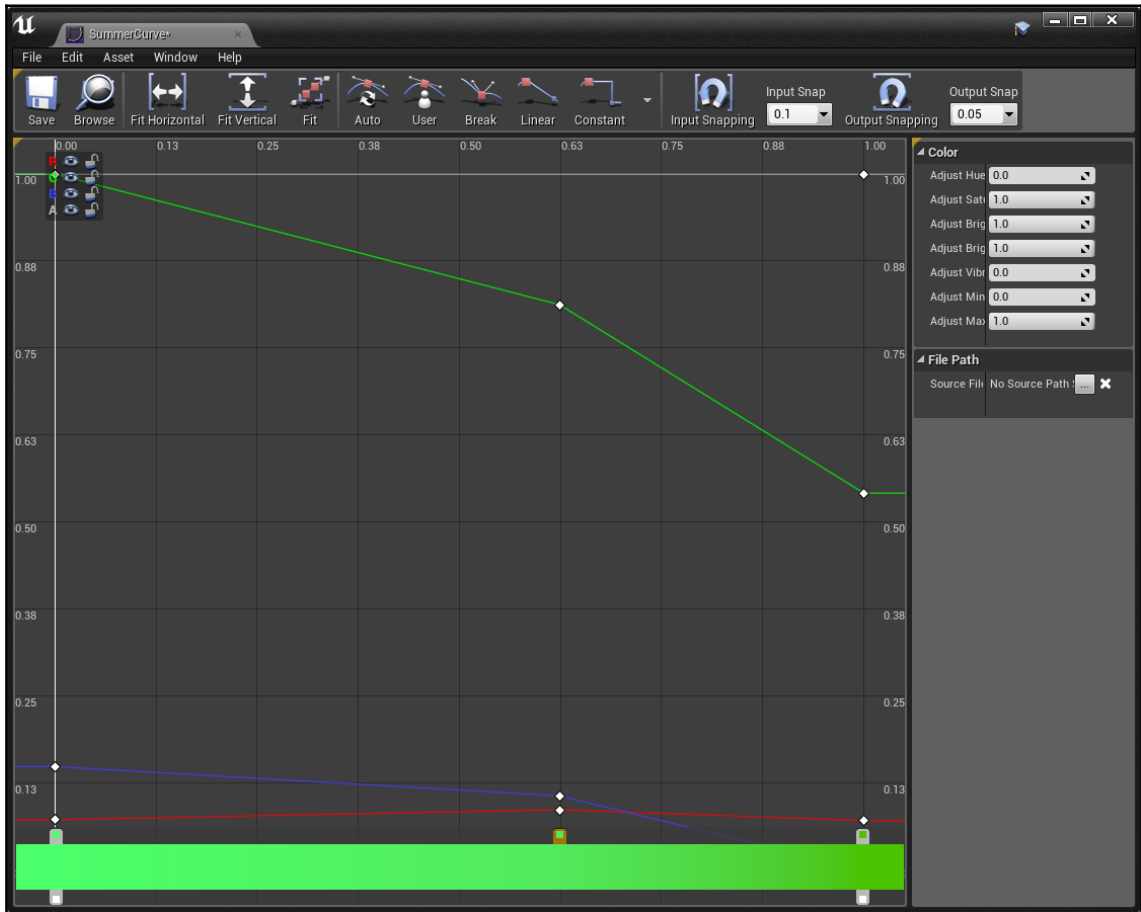 SummerCurve*
File Edit Asset Window Help
Save Browse Fit Horizontal Fit Vertical Fit Auto User Break Linear Constant Input Snapping Input Snap 0.1 Output Snapping Output Snap 0.05
0.00 0.13 0.25 0.38 0.50 0.63 0.75 0.88 1.00
R
G
B
A
1.00 1.00
0.88 0.88
0.75 0.75
0.63 0.63
0.50 0.50
0.38 0.38
0.25 0.25
0.13 0.13
Color
Adjust Hue 0.0
Adjust Satu 1.0
Adjust Brig 1.0
Adjust Brig 1.0
Adjust Vibr 0.0
Adjust Min 0.0
Adjust Max 1.0
File Path
Source File No Source Path S ...